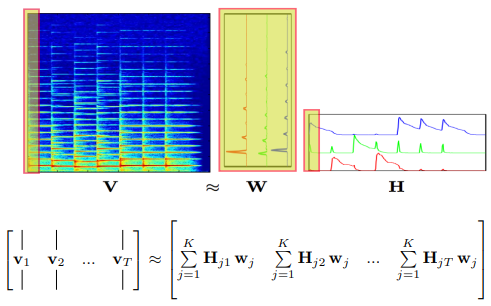 V ≈ W H
[v₁ v₂ ... v_T] ≈ [∑_{j=1}^{K} H_{j1} w_j ∑_{j=1}^{K} H_{j2} w_j ... ∑_{j=1}^{K} H_{jT} w_j]